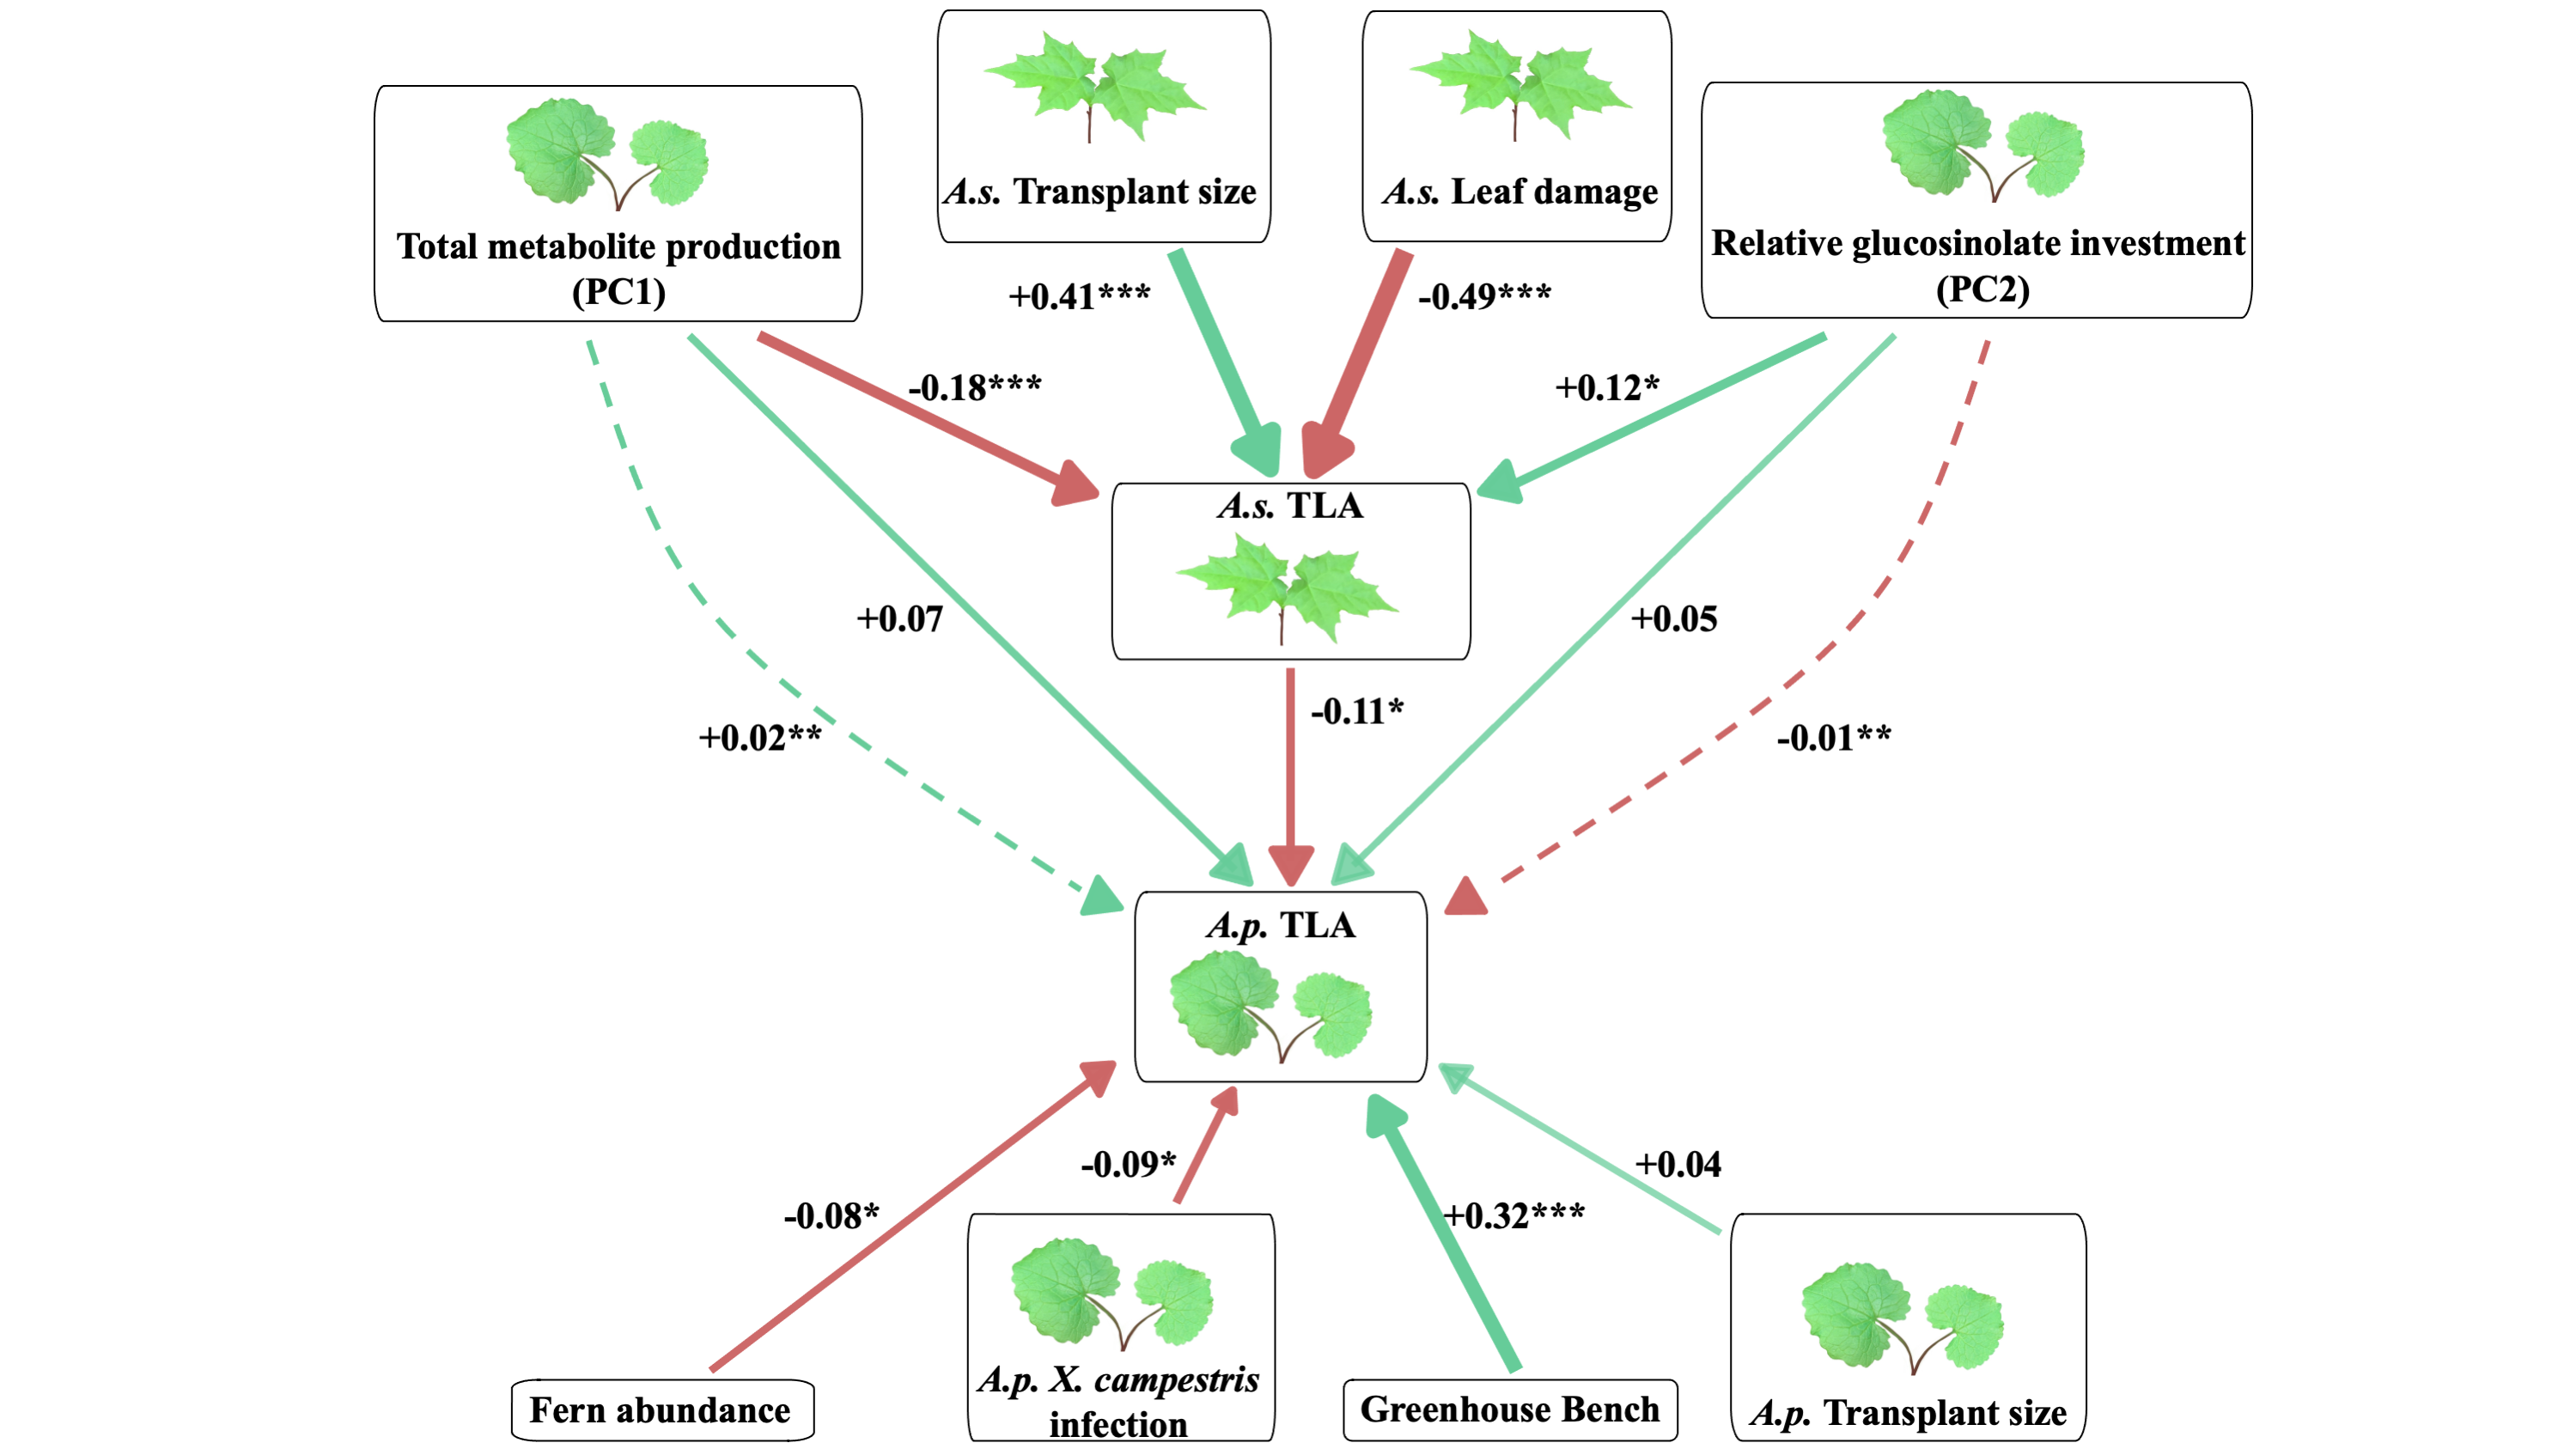 A.s. Transplant size
A.s. Leaf damage
Total metabolite production
(PC1)
Relative glucosinolate investment
(PC2)
+0.41***
-0.49***
-0.18***
+0.12*
A.s. TLA
+0.07
+0.05
-0.11*
+0.02**
-0.01**
A.p. TLA
-0.09*
+0.04
-0.08*
+0.32***
Fern abundance
A.p. X. campestris
infection
Greenhouse Bench
A.p. Transplant size